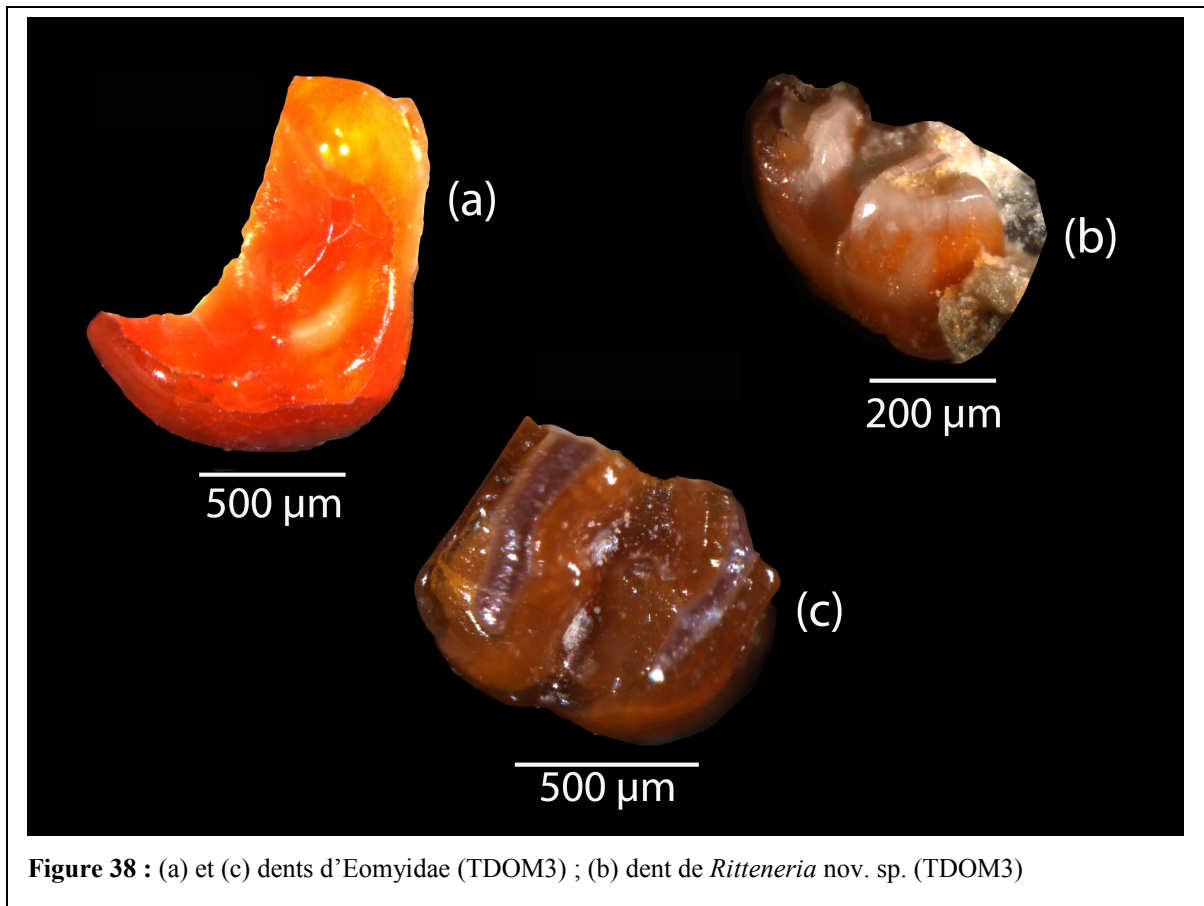 (a)
(b)
200 µm
500 µm
(c)
500 µm
Figure 38 : (a) et (c) dents d’Eomyidae (TDOM3) ; (b) dent de Ritteneria nov. sp. (TDOM3)